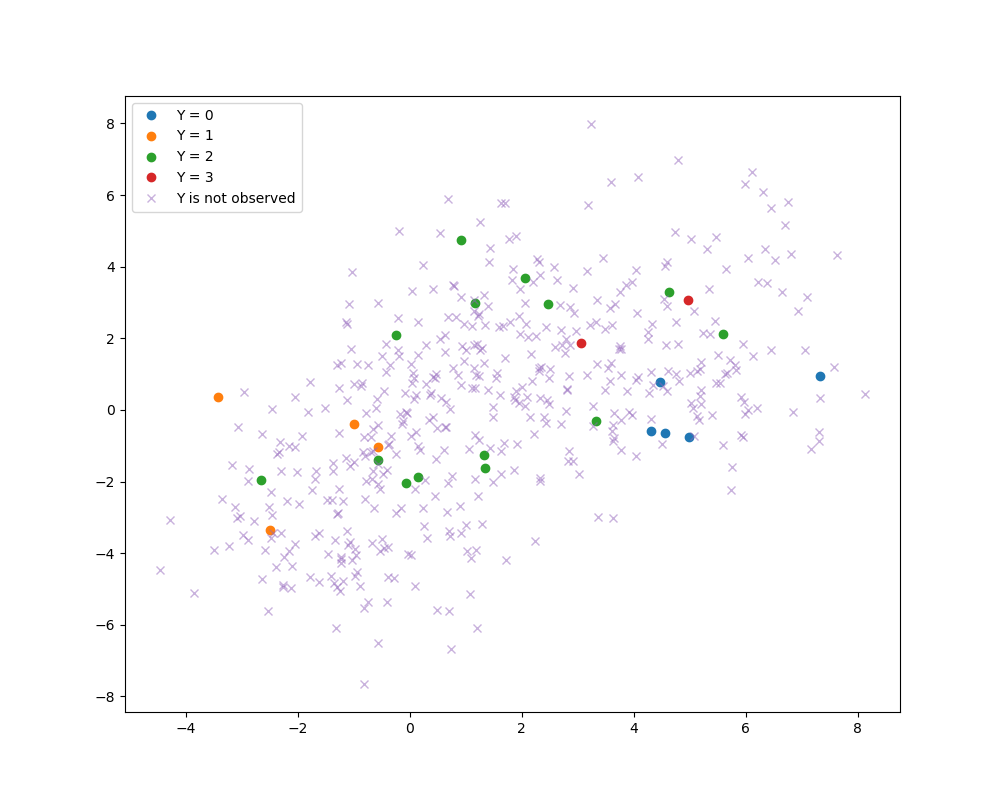 Y = 0
Y = 1
Y = 2
Y = 3
Y is not observed
8
6
4
2
0
−2
−4
−6
−8
−4 −2 0 2 4 6 8